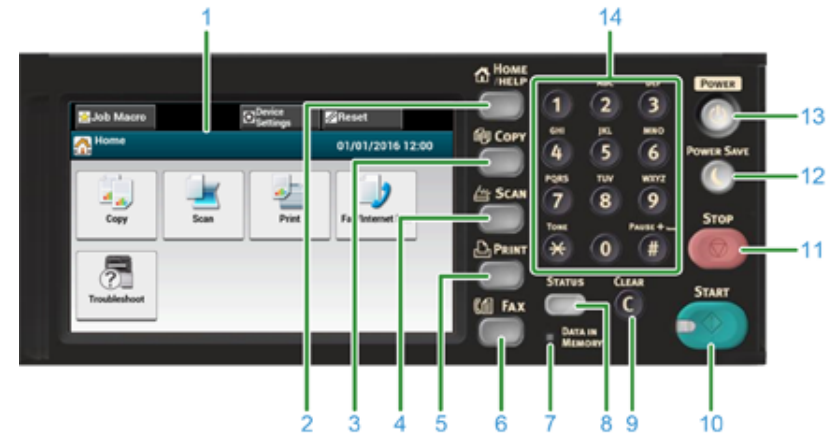 1
14
Job Macro
Device Settings
Reset
Home
01/01/2016 12:00
Copy
Scan
Print
Troubleshoot
HOME
/HELP
COPY
SCAN
PRINT
FAX
1
2
3
GHI
JKL
MNO
4
5
6
PQRS
TUV
WXYZ
7
8
9
TONE
PAUSE
*
0
#
STATUS
CLEAR
C
DATA IN
MEMORY
POWER
POWER SAVE
STOP
START
13
12
11
2
3
4
5
6
7
8
9
10